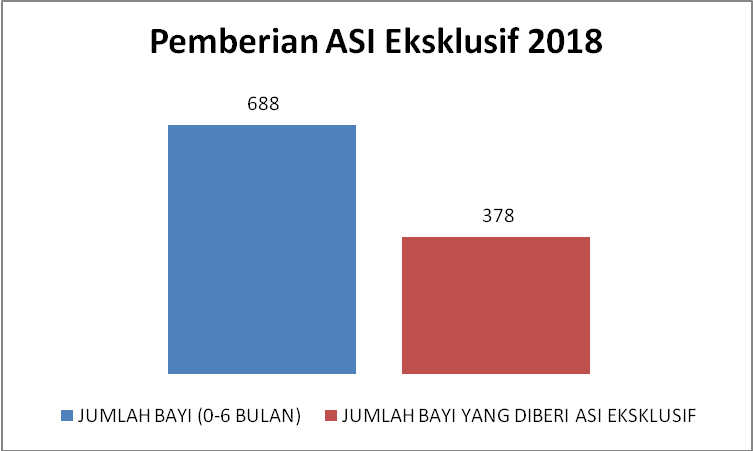 Pemberian ASI Eksklusif 2018
688
378
JUMLAH BAYI (0-6 BULAN) JUMLAH BAYI YANG DIBERI ASI EKSKLUSIF